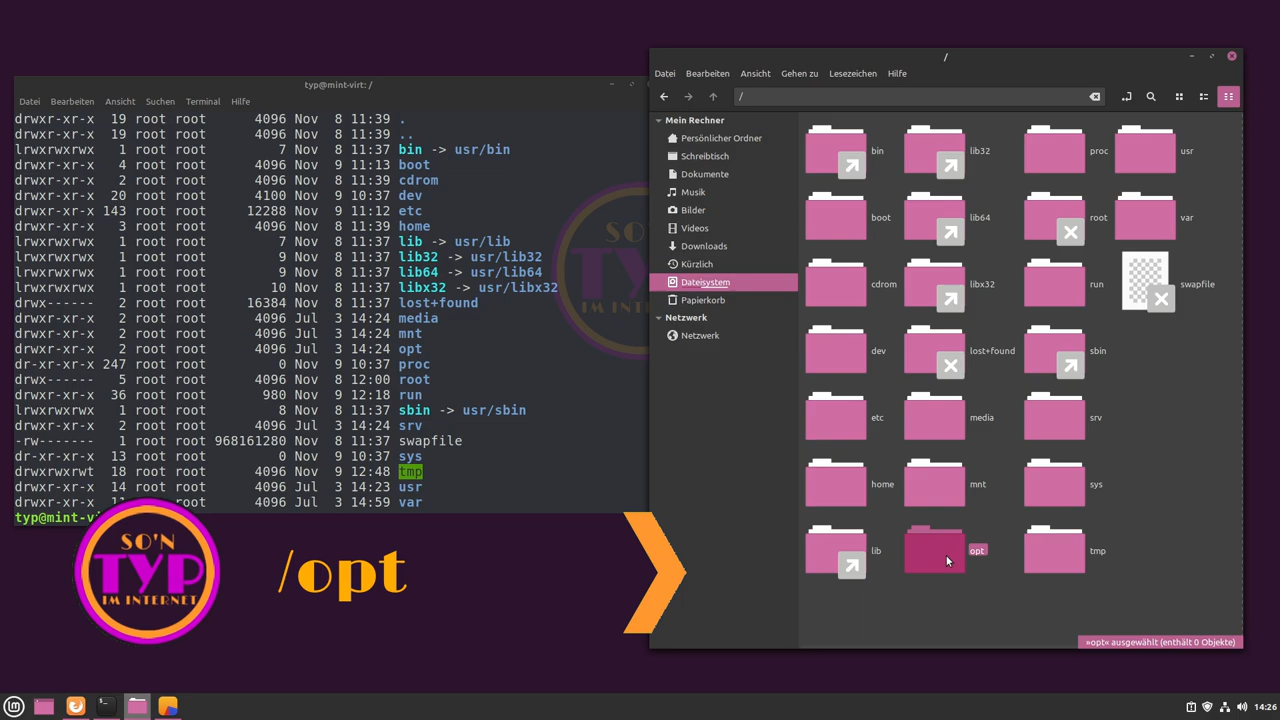 typ@mint-virt: /
Datei Bearbeiten Ansicht Suchen Terminal Hilfe
drwxr-xr-x 19 root root 4096 Nov 8 11:39 .
drwxr-xr-x 19 root root 4096 Nov 8 11:39 ..
lrwxrwxrwx 1 root root 7 Nov 8 11:37 bin -> usr/bin
drwxr-xr-x 4 root root 4096 Nov 9 11:13 boot
drwxrwxr-x 2 root root 4096 Nov 8 11:39 cdrom
drwxr-xr-x 20 root root 4100 Nov 9 11:12 dev
drwxr-xr-x 143 root root 12288 Nov 9 11:12 etc
drwxr-xr-x 3 root root 4096 Nov 8 11:39 home
lrwxrwxrwx 1 root root 7 Nov 8 11:37 lib -> usr/lib
lrwxrwxrwx 1 root root 9 Nov 8 11:37 lib32 -> usr/lib32
lrwxrwxrwx 1 root root 9 Nov 8 11:37 lib64 -> usr/lib64
lrwxrwxrwx 1 root root 10 Nov 8 11:37 libx32 -> usr/libx32
drwx------ 2 root root 16384 Nov 8 11:37 lost+found
drwxr-xr-x 2 root root 4096 Jul 3 14:24 media
drwxr-xr-x 2 root root 4096 Jul 3 14:24 mnt
drwxr-xr-x 2 root root 4096 Jul 3 14:24 opt
dr-xr-xr-x 247 root root 0 Nov 9 10:37 proc
drwx------ 5 root root 4096 Nov 8 12:00 root
drwxr-xr-x 36 root root 980 Nov 9 12:18 run
lrwxrwxrwx 1 root root 8 Nov 8 11:37 sbin -> usr/sbin
drwxr-xr-x 2 root root 4096 Jul 3 14:24 srv
-rw------- 1 root root 968161280 Nov 8 11:37 swapfile
dr-xr-xr-x 13 root root 0 Nov 9 10:37 sys
drwxrwxrwt 18 root root 4096 Nov 9 12:48 tmp
drwxr-xr-x 14 root root 4096 Jul 3 14:23 usr
drwxr-xr-x 11 root root 4096 Jul 3 14:59 var
SO'N
TYP
IM INTERNET
/opt
/
Datei Bearbeiten Ansicht Gehen zu Lesezeichen Hilfe
/
Mein Rechner
Persönlicher Ordner
Schreibtisch
Dokumente
Musik
Bilder
Videos
Downloads
Kürzlich
Dateisystem
Papierkorb
Netzwerk
Netzwerk
bin lib32 proc usr
boot lib64 root var
cdrom libx32 run swapfile
dev lost+found sbin
etc media srv
home mnt sys
lib opt tmp
»opt« ausgewählt (enthält 0 Objekte)
14:26